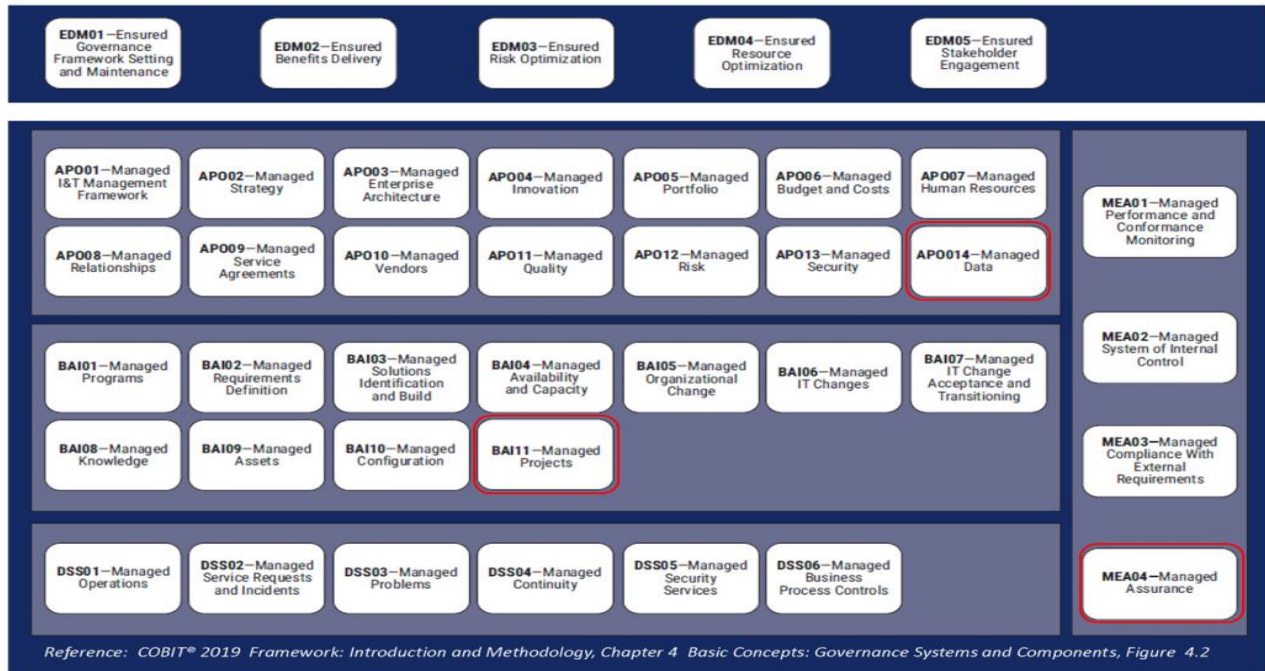 EDM01—Ensured
Governance
Framework Setting
and Maintenance
EDM02—Ensured
Benefits Delivery
EDM03—Ensured
Risk Optimization
EDM04—Ensured
Resource
Optimization
EDM05—Ensured
Stakeholder
Engagement
APO01—Managed
I&T Management
Framework
APO02—Managed
Strategy
APO03—Managed
Enterprise
Architecture
APO04—Managed
Innovation
APO05—Managed
Portfolio
APO06—Managed
Budget and Costs
APO07—Managed
Human Resources
APO08—Managed
Relationships
APO09—Managed
Service
Agreements
APO10—Managed
Vendors
APO11—Managed
Quality
APO12—Managed
Risk
APO13—Managed
Security
APO014—Managed
Data
BAI01—Managed
Programs
BAI02—Managed
Requirements
Definition
BAI03—Managed
Solutions
Identification
and Build
BAI04—Managed
Availability
and Capacity
BAI05—Managed
Organizational
Change
BAI06—Managed
IT Changes
BAI07—Managed
IT Change
Acceptance and
Transitioning
BAI08—Managed
Knowledge
BAI09—Managed
Assets
BAI10—Managed
Configuration
BAI11—Managed
Projects
DSS01—Managed
Operations
DSS02—Managed
Service Requests
and Incidents
DSS03—Managed
Problems
DSS04—Managed
Continuity
DSS05—Managed
Security
Services
DSS06—Managed
Business
Process Controls
MEA01—Managed
Performance and
Conformance
Monitoring
MEA02—Managed
System of Internal
Control
MEA03—Managed
Compliance With
External
Requirements
MEA04—Managed
Assurance
Reference: COBIT® 2019 Framework: Introduction and Methodology, Chapter 4 Basic Concepts: Governance Systems and Components, Figure 4.2